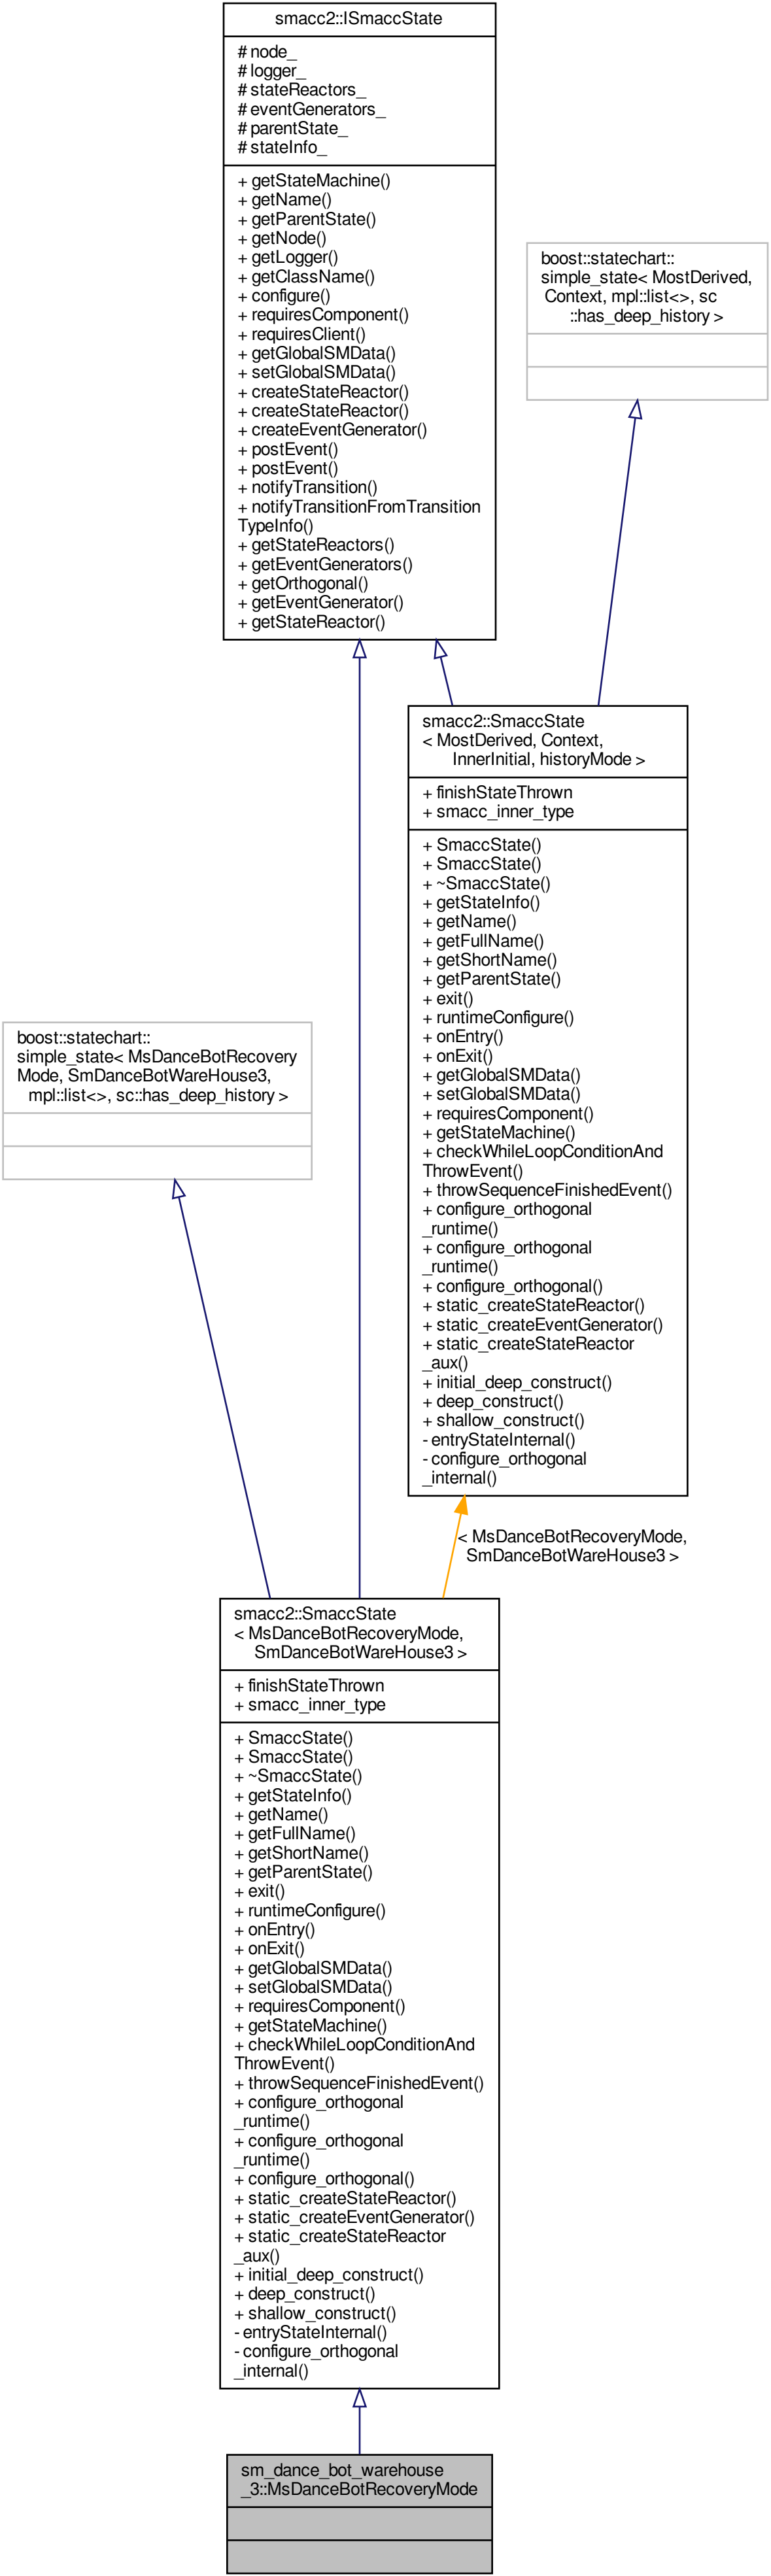 smacc2::ISmaccState
# node_
# logger_
# stateReactors_
# eventGenerators_
# parentState_
# stateInfo_
+ getStateMachine()
+ getName()
+ getParentState()
+ getNode()
+ getLogger()
+ getClassName()
+ configure()
+ requiresComponent()
+ requiresClient()
+ getGlobalSMData()
+ setGlobalSMData()
+ createStateReactor()
+ createStateReactor()
+ createEventGenerator()
+ postEvent()
+ postEvent()
+ notifyTransition()
+ notifyTransitionFromTransition
TypeInfo()
+ getStateReactors()
+ getEventGenerators()
+ getOrthogonal()
+ getEventGenerator()
+ getStateReactor()
boost::statechart::
simple_state< MostDerived,
Context, mpl::list<>, sc
::has_deep_history >
smacc2::SmaccState
< MostDerived, Context,
InnerInitial, historyMode >
+ finishStateThrown
+ smacc_inner_type
+ SmaccState()
+ SmaccState()
+ ~SmaccState()
+ getStateInfo()
+ getName()
+ getFullName()
+ getShortName()
+ getParentState()
+ exit()
+ runtimeConfigure()
+ onEntry()
+ onExit()
+ getGlobalSMData()
+ setGlobalSMData()
+ requiresComponent()
+ getStateMachine()
+ checkWhileLoopConditionAnd
ThrowEvent()
+ throwSequenceFinishedEvent()
+ configure_orthogonal
_runtime()
+ configure_orthogonal
_runtime()
+ configure_orthogonal()
+ static_createStateReactor()
+ static_createEventGenerator()
+ static_createStateReactor
_aux()
+ initial_deep_construct()
+ deep_construct()
+ shallow_construct()
- entryStateInternal()
- configure_orthogonal
_internal()
boost::statechart::
simple_state< MsDanceBotRecovery
Mode, SmDanceBotWareHouse3,
mpl::list<>, sc::has_deep_history >
< MsDanceBotRecoveryMode,
SmDanceBotWareHouse3 >
smacc2::SmaccState
< MsDanceBotRecoveryMode,
SmDanceBotWareHouse3 >
+ finishStateThrown
+ smacc_inner_type
+ SmaccState()
+ SmaccState()
+ ~SmaccState()
+ getStateInfo()
+ getName()
+ getFullName()
+ getShortName()
+ getParentState()
+ exit()
+ runtimeConfigure()
+ onEntry()
+ onExit()
+ getGlobalSMData()
+ setGlobalSMData()
+ requiresComponent()
+ getStateMachine()
+ checkWhileLoopConditionAnd
ThrowEvent()
+ throwSequenceFinishedEvent()
+ configure_orthogonal
_runtime()
+ configure_orthogonal
_runtime()
+ configure_orthogonal()
+ static_createStateReactor()
+ static_createEventGenerator()
+ static_createStateReactor
_aux()
+ initial_deep_construct()
+ deep_construct()
+ shallow_construct()
- entryStateInternal()
- configure_orthogonal
_internal()
sm_dance_bot_warehouse
_3::MsDanceBotRecoveryMode